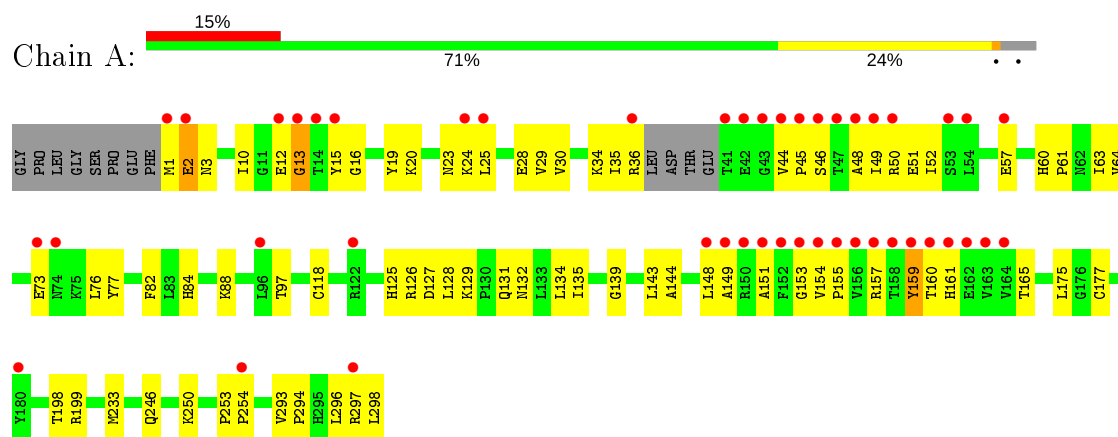 15%
Chain A:
71% 24% • •
GLY PRO LEU GLY SER PRO GLU PHE M1 E2 N3 I10 G11 E12 G13 T14 Y15 G16 Y19 K20 N23 K24 L25 E28 V29 V30 K34 I35 R36 LEU ASP THR GLU T41 E42 G43 V44 P45 S46 T47 A48 I49 R50 E51 I52 S53 L54 E57 H60 P61 N62 I63 V64
E73 N74 K75 L76 Y77 F82 L83 H84 K88 L96 T97 C118 R122 H125 R126 D127 L128 K129 P130 Q131 N132 L133 L134 I135 G139 L143 A144 L148 A149 R150 A151 F152 G153 V154 P155 V156 R157 T158 Y159 T160 H161 E162 V163 V164 T165 L175 G176 C177
Y180 T198 R199 M233 Q246 K250 P253 P254 V293 P294 H295 L296 R297 L298